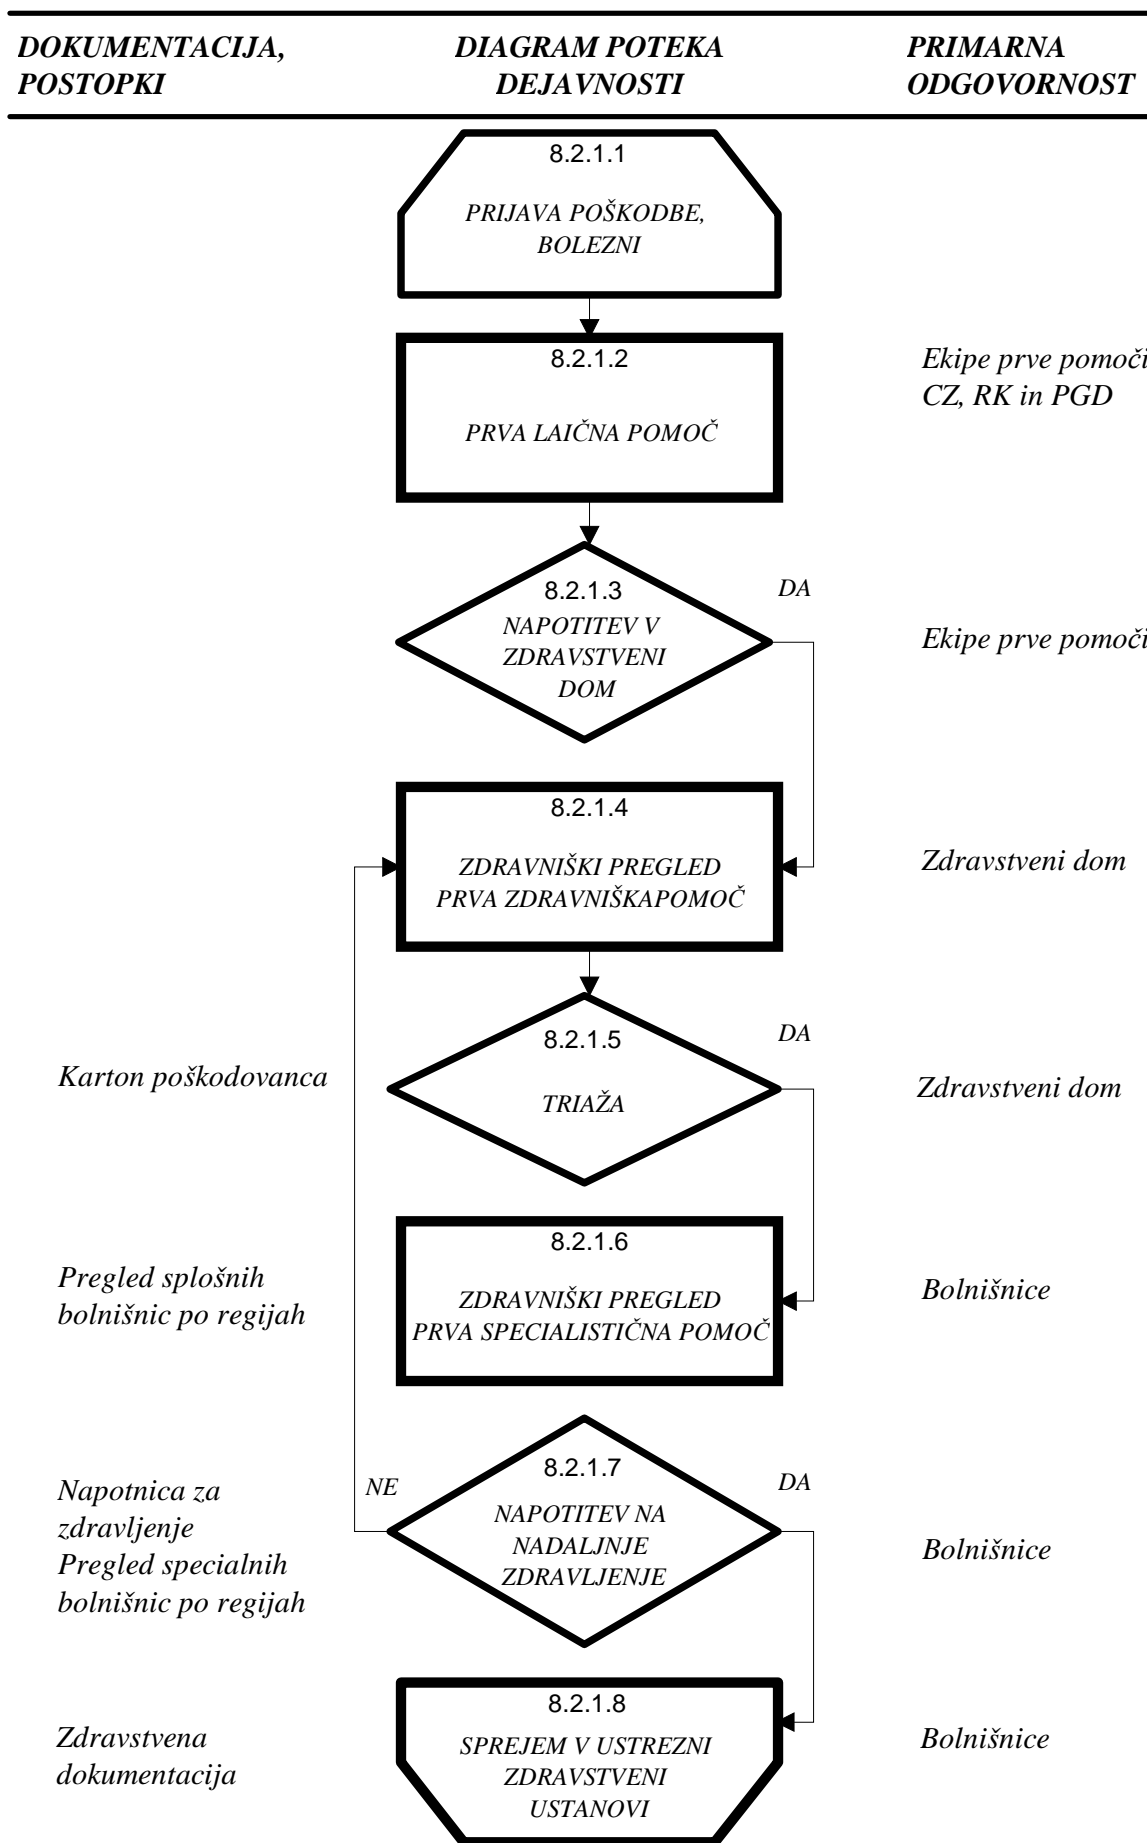 DOKUMENTACIJA,
POSTOPKI
DIAGRAM POTEKA
DEJAVNOSTI
PRIMARNA
ODGOVORNOST
8.2.1.1
PRIJAVA POŠKODBE,
BOLEZNI
8.2.1.2
PRVA LAIČNA POMOČ
Ekipe prve pomoči
CZ, RK in PGD
8.2.1.3
NAPOTITEV V
ZDRAVSTVENI
DOM
DA
Ekipe prve pomoči
8.2.1.4
ZDRAVNIŠKI PREGLED
PRVA ZDRAVNIŠKAPOMOČ
Zdravstveni dom
Karton poškodovanca
8.2.1.5
TRIAŽA
DA
Zdravstveni dom
Pregled splošnih
bolnišnic po regijah
8.2.1.6
ZDRAVNIŠKI PREGLED
PRVA SPECIALISTIČNA POMOČ
Bolnišnice
Napotnica za
zdravljenje
Pregled specialnih
bolnišnic po regijah
NE
8.2.1.7
NAPOTITEV NA
NADALJNJE
ZDRAVLJENJE
DA
Bolnišnice
Zdravstvena
dokumentacija
8.2.1.8
SPREJEM V USTREZNI
ZDRAVSTVENI
USTANOVI
Bolnišnice